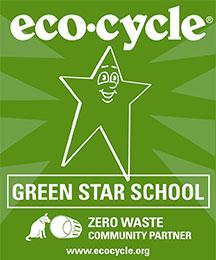 eco•cycle®
GREEN STAR SCHOOL
ZERO WASTE
COMMUNITY PARTNER
www.ecocycle.org